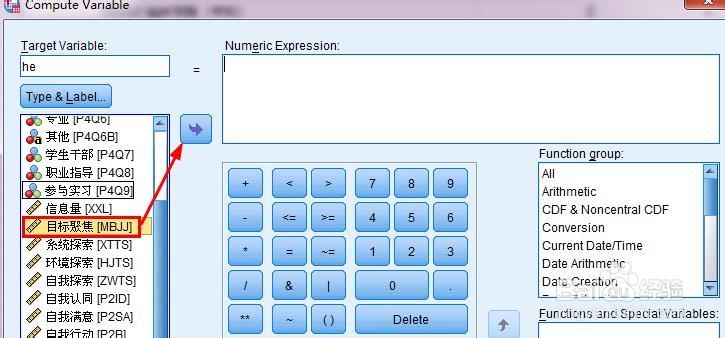 Compute Variable
Target Variable:
he
=
Numeric Expression:
Type & Label...
专业 [P4Q6]
其他 [P4Q6B]
学生干部 [P4Q7]
职业指导 [P4Q8]
参与实习 [P4Q9]
信息量 [XXL]
目标聚焦 [MBJJ]
系统探索 [XTTS]
环境探索 [HJTS]
自我探索 [ZWTS]
自我认同 [P2ID]
自我满意 [P2SA]
自我行动 [P2B]
+ < > 7 8 9
- <= >= 4 5 6
* = ~= 1 2 3
/ & | 0 .
** ~ ( ) Delete
Function group:
All
Arithmetic
CDF & Noncentral CDF
Conversion
Current Date/Time
Date Arithmetic
Date Creation
Functions and Special Variables: